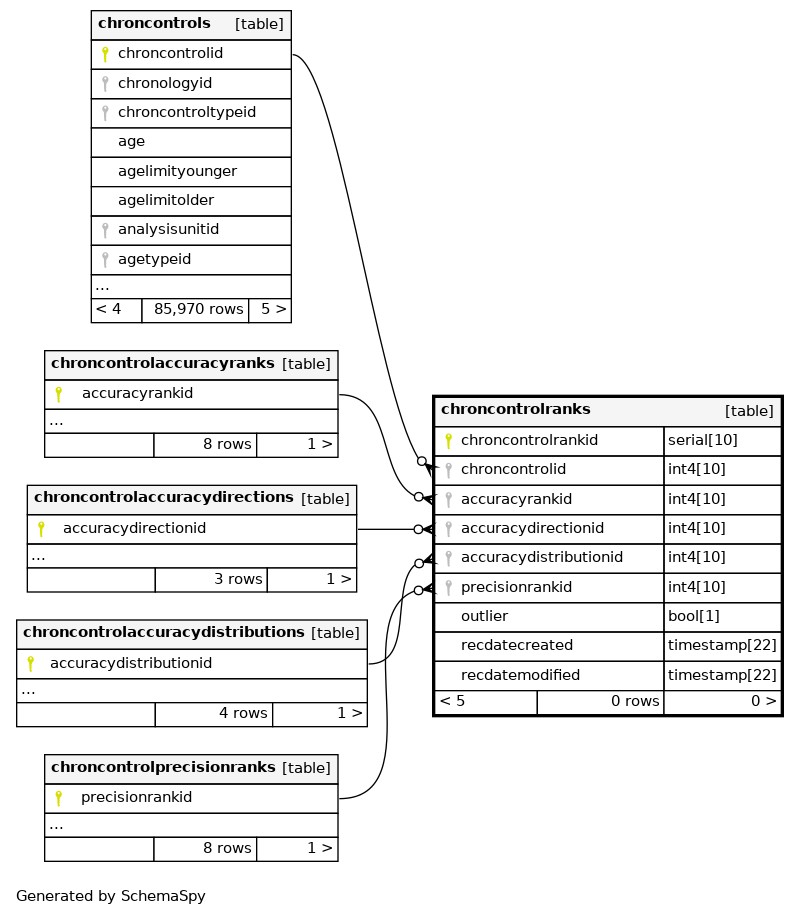 chroncontrols [table]
chroncontrolid
chronologyid
chroncontroltypeid
age
agelimityounger
agelimitolder
analysisunitid
agetypeid
...
< 4 85,970 rows 5 >
chroncontrolaccuracyranks [table]
accuracyrankid
...
8 rows 1 >
chroncontrolaccuracydirections [table]
accuracydirectionid
...
3 rows 1 >
chroncontrolaccuracydistributions [table]
accuracydistributionid
...
4 rows 1 >
chroncontrolprecisionranks [table]
precisionrankid
...
8 rows 1 >
chroncontrolranks [table]
chroncontrolrankid serial[10]
chroncontrolid int4[10]
accuracyrankid int4[10]
accuracydirectionid int4[10]
accuracydistributionid int4[10]
precisionrankid int4[10]
outlier bool[1]
recdatecreated timestamp[22]
recdatemodified timestamp[22]
< 5 0 rows 0 >
Generated by SchemaSpy